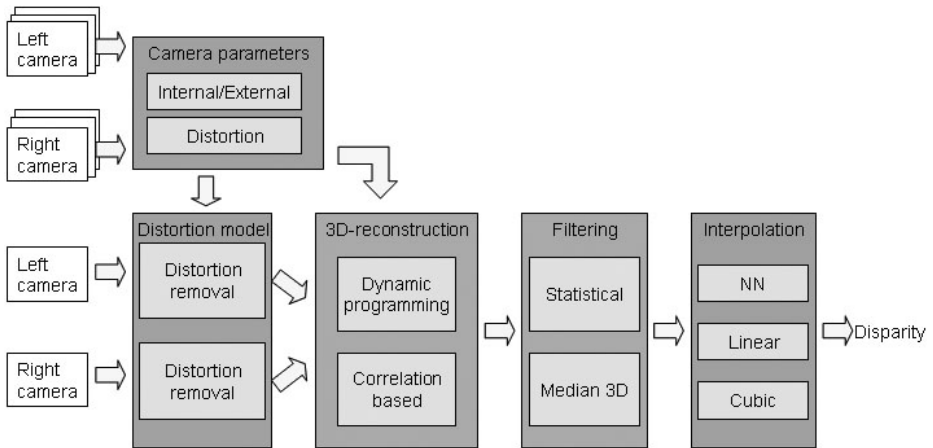 Left
camera
Camera parameters
Internal/External
Distortion
Right
camera
Distortion model
3D-reconstruction
Filtering
Interpolation
Left
camera
Distortion
removal
Dynamic
programming
Statistical
NN
Linear
Disparity
Right
camera
Distortion
removal
Correlation
based
Median 3D
Cubic